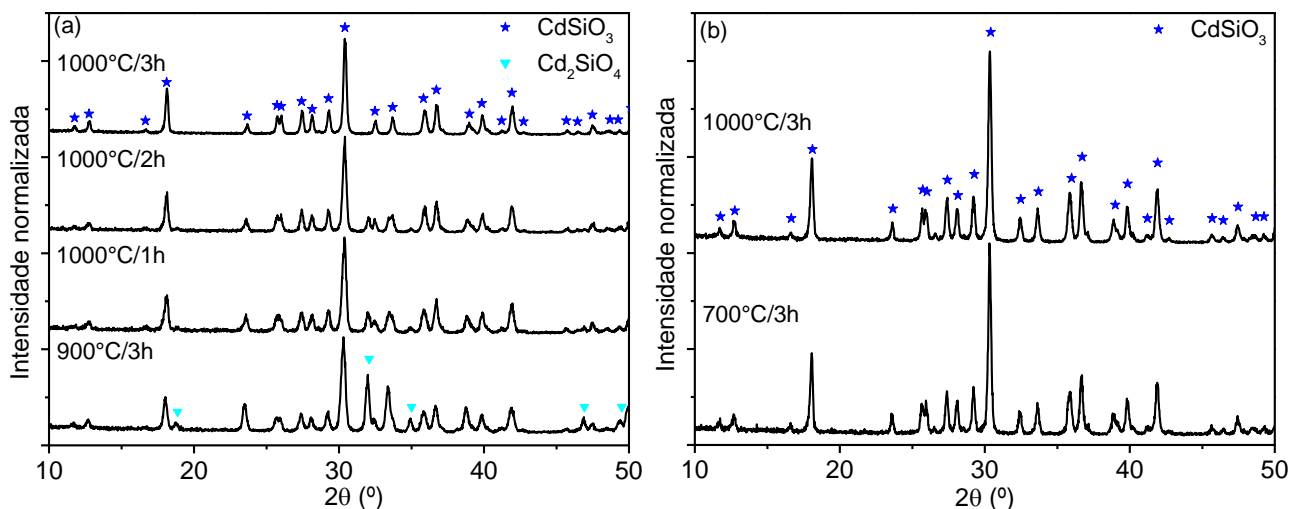 (a)
CdSiO₃
Cd₂SiO₄
1000°C/3h
1000°C/2h
1000°C/1h
900°C/3h
Intensidade normalizada
10 20 30 40 50
2θ (º)
(b)
CdSiO₃
1000°C/3h
700°C/3h
Intensidade normalizada
10 20 30 40 50
2θ (º)